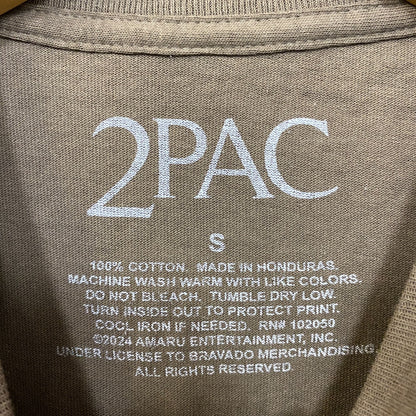 2PAC
S
100% COTTON. MADE IN HONDURAS.
MACHINE WASH WARM WITH LIKE COLORS.
DO NOT BLEACH. TUMBLE DRY LOW.
TURN INSIDE OUT TO PROTECT PRINT.
COOL IRON IF NEEDED. RN# 102050
©2024 AMARU ENTERTAINMENT, INC.
UNDER LICENSE TO BRAVADO MERCHANDISING.
ALL RIGHTS RESERVED.